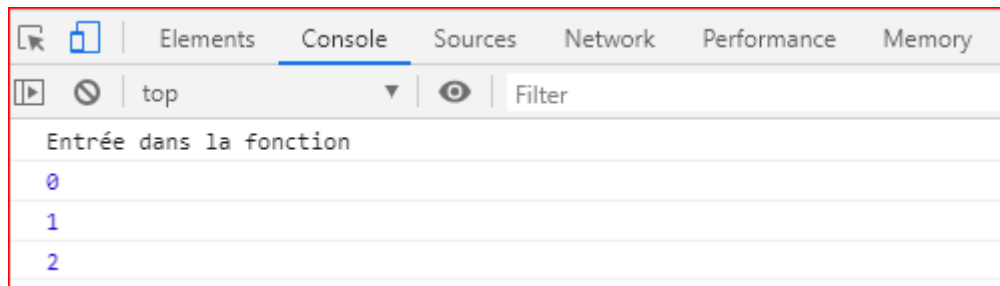 Elements Console Sources Network Performance Memory
top Filter
Entrée dans la fonction
0
1
2